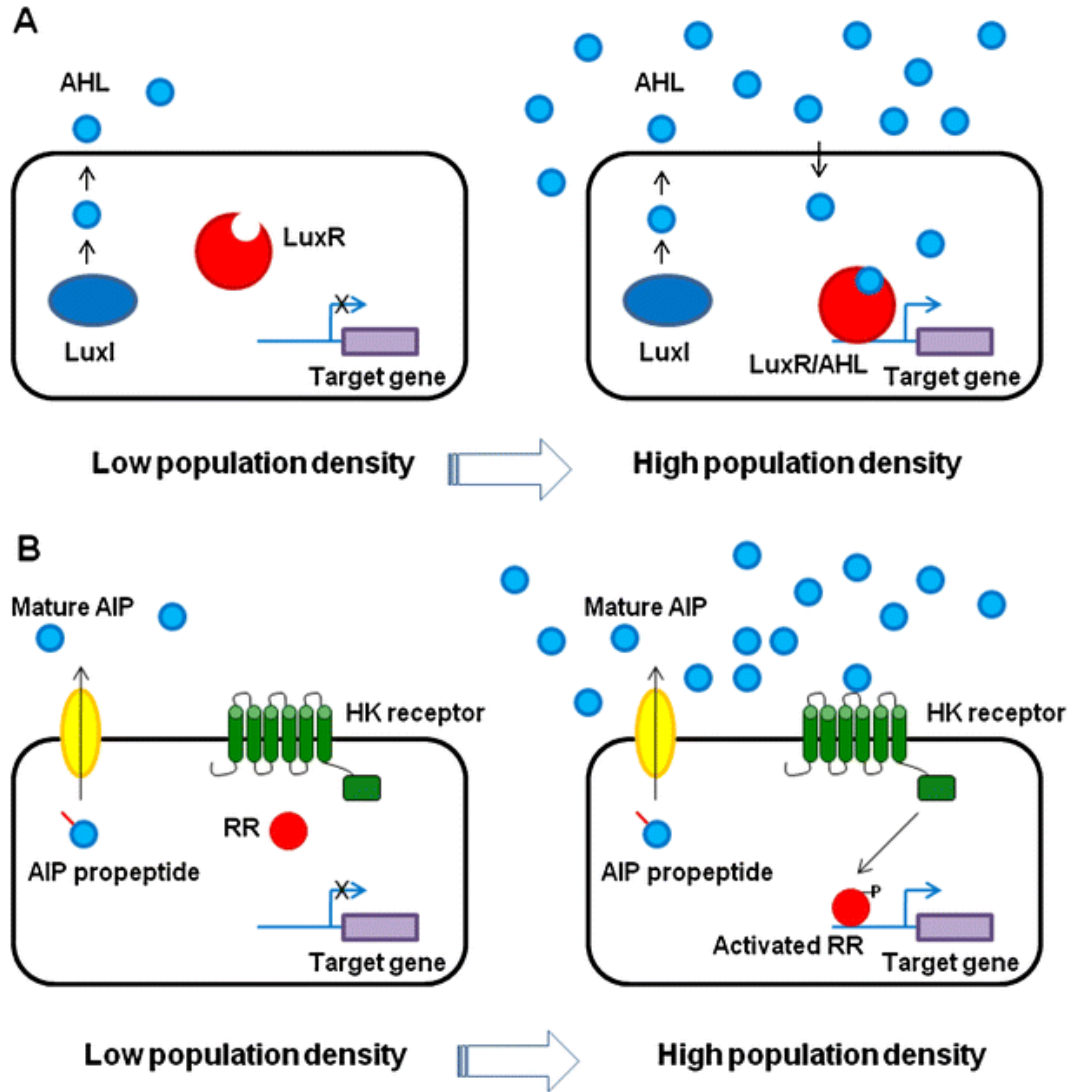 A
AHL
LuxR
X
LuxI
Target gene
AHL
LuxI
LuxR/AHL
Target gene
Low population density
High population density
B
Mature AIP
HK receptor
RR
AIP propeptide
X
Target gene
Mature AIP
HK receptor
AIP propeptide
P
Activated RR
Target gene
Low population density
High population density